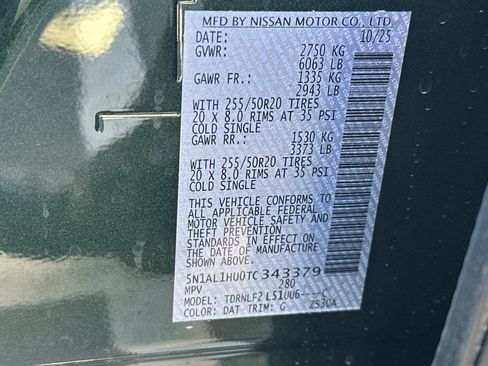 MFD BY NISSAN MOTOR CO., LTD.
DATE: 10/25
GVWR: 2750 KG
6063 LB
GAWR FR.: 1335 KG
2943 LB
WITH 255/50R20 TIRES
20 X 8.0 RIMS AT 35 PSI
COLD SINGLE
GAWR RR.: 1530 KG
3373 LB
WITH 255/50R20 TIRES
20 X 8.0 RIMS AT 35 PSI
COLD SINGLE
THIS VEHICLE CONFORMS TO
ALL APPLICABLE FEDERAL
MOTOR VEHICLE SAFETY AND
THEFT PREVENTION
STANDARDS IN EFFECT ON
THE DATE OF MANUFACTURE
SHOWN ABOVE.
5N1AL1HU0TC343379
MPV 280
MODEL: TDRNLF2 L51UU6----C
COLOR: DAT TRIM: G ZS30A